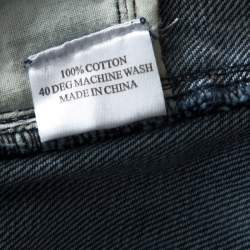 100% COTTON
40 DEG MACHINE WASH
MADE IN CHINA